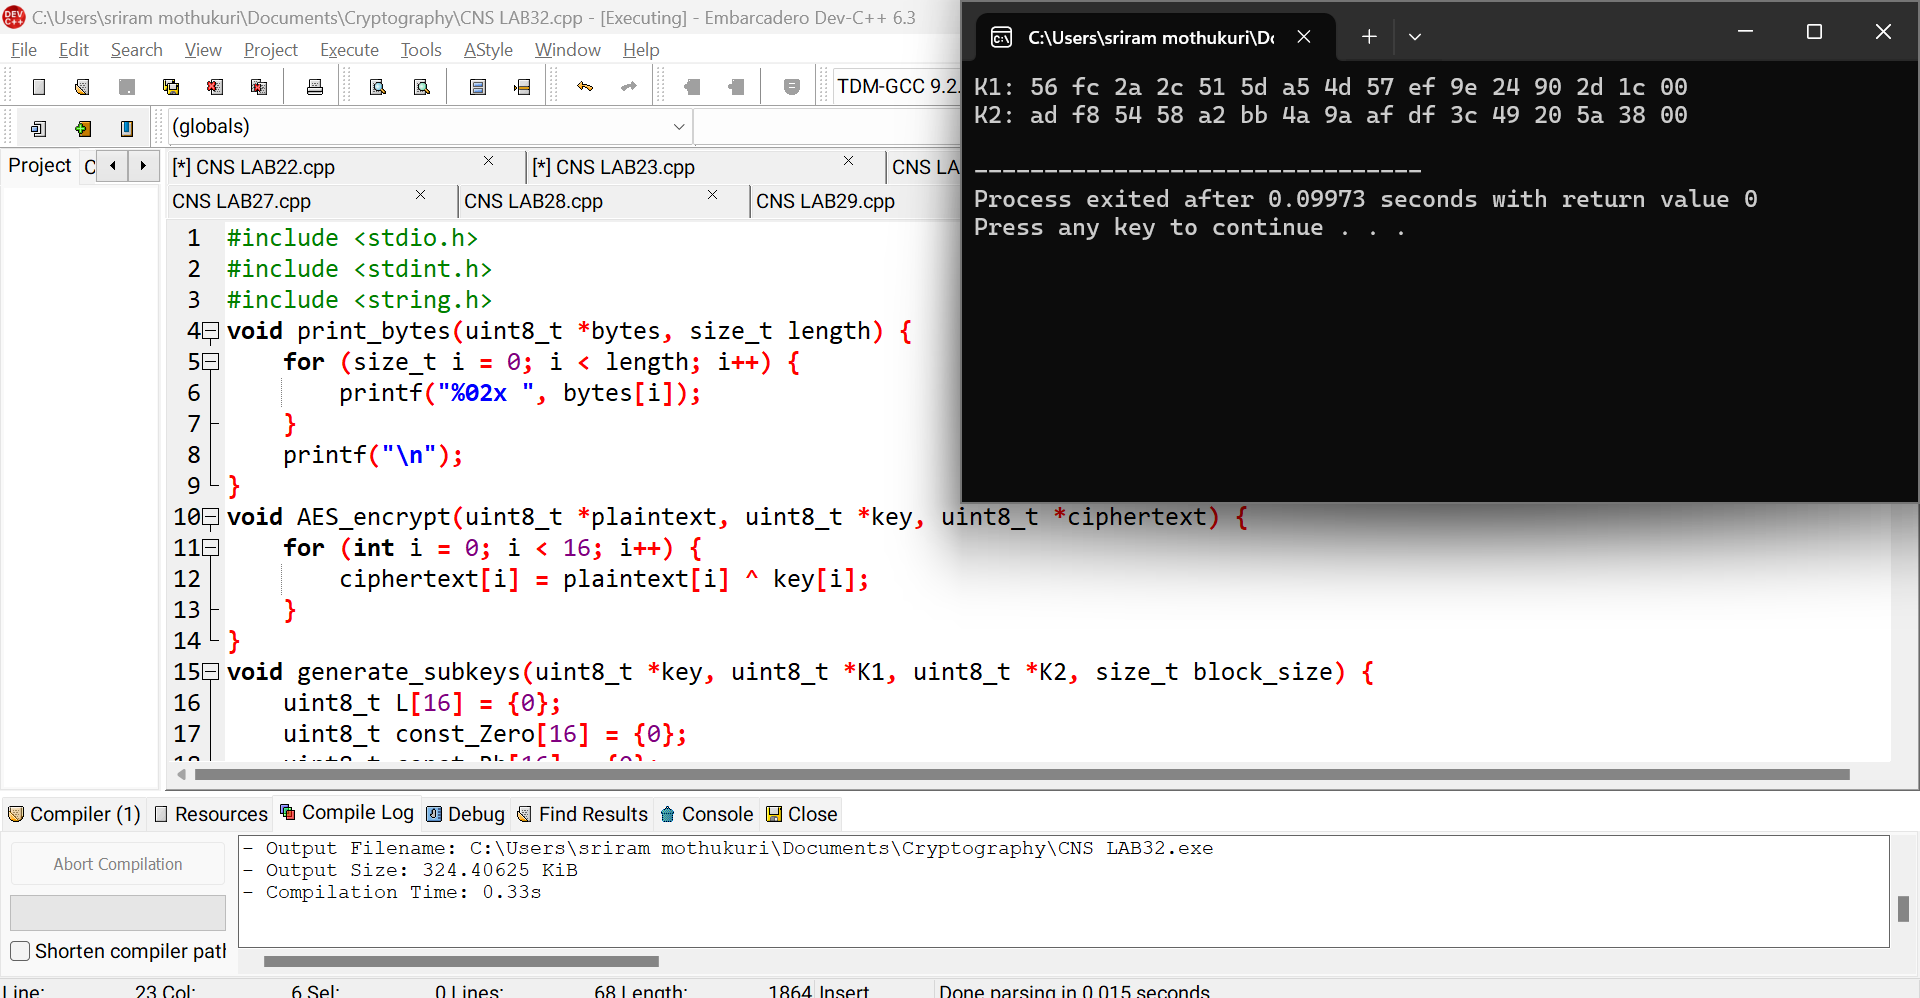 C:\Users\sriram mothukuri\Documents\Cryptography\CNS LAB32.cpp - [Executing] - Embarcadero Dev-C++ 6.3
File Edit Search View Project Execute Tools AStyle Window Help
TDM-GCC 9.2.
(globals)
Project C
[*] CNS LAB22.cpp [*] CNS LAB23.cpp CNS LA
CNS LAB27.cpp CNS LAB28.cpp CNS LAB29.cpp
1 #include <stdio.h>
2 #include <stdint.h>
3 #include <string.h>
4 void print_bytes(uint8_t *bytes, size_t length) {
5 for (size_t i = 0; i < length; i++) {
6 printf("%02x ", bytes[i]);
7 }
8 printf("\n");
9 }
10 void AES_encrypt(uint8_t *plaintext, uint8_t *key, uint8_t *ciphertext) {
11 for (int i = 0; i < 16; i++) {
12 ciphertext[i] = plaintext[i] ^ key[i];
13 }
14 }
15 void generate_subkeys(uint8_t *key, uint8_t *K1, uint8_t *K2, size_t block_size) {
16 uint8_t L[16] = {0};
17 uint8_t const_Zero[16] = {0};
C:\Users\sriram mothukuri\Do
K1: 56 fc 2a 2c 51 5d a5 4d 57 ef 9e 24 90 2d 1c 00
K2: ad f8 54 58 a2 bb 4a 9a af df 3c 49 20 5a 38 00
--------------------------------
Process exited after 0.09973 seconds with return value 0
Press any key to continue . . .
Compiler (1) Resources Compile Log Debug Find Results Console Close
Abort Compilation
Shorten compiler path
- Output Filename: C:\Users\sriram mothukuri\Documents\Cryptography\CNS LAB32.exe
- Output Size: 324.40625 KiB
- Compilation Time: 0.33s
Line: 23 Col: 6 Sel: 0 Lines: 68 Length: 1864 Insert Done parsing in 0.015 seconds